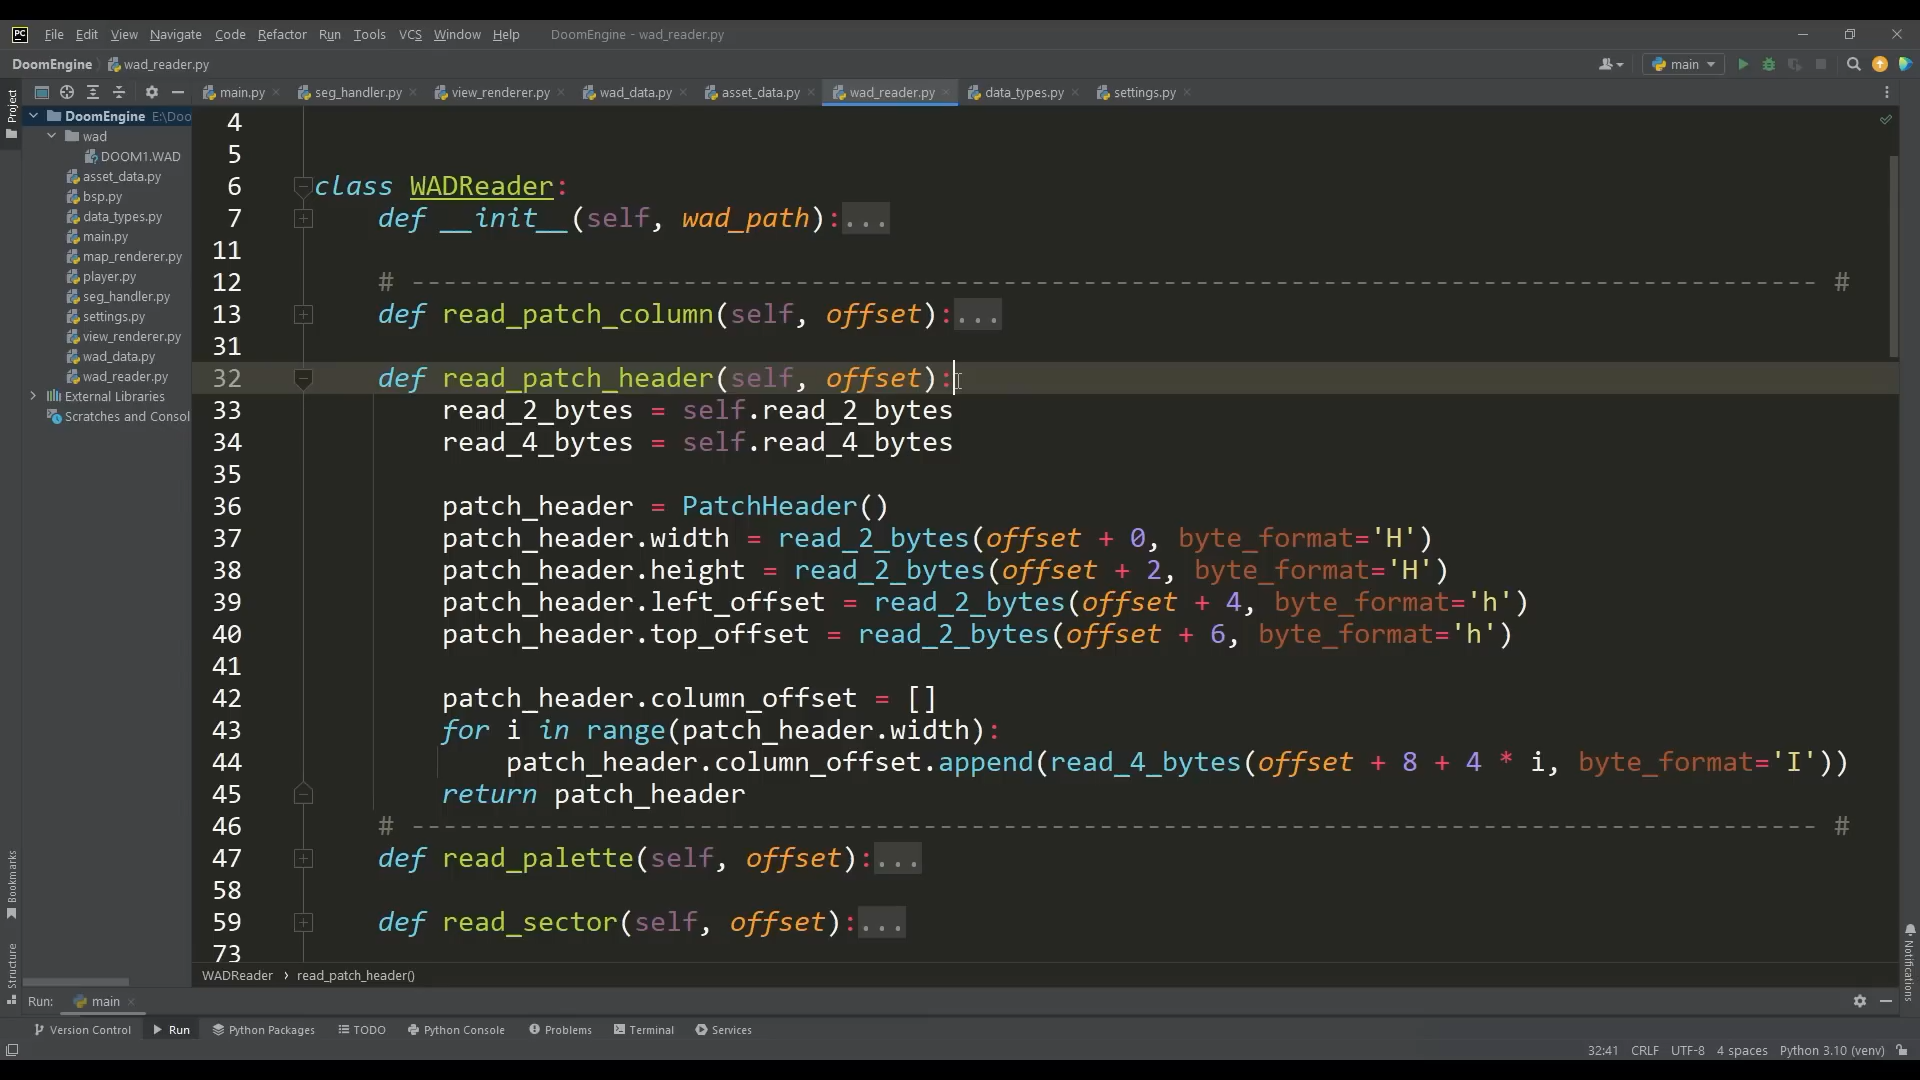 PC File Edit View Navigate Code Refactor Run Tools VCS Window Help DoomEngine - wad_reader.py
DoomEngine wad_reader.py main
Project
main.py seg_handler.py view_renderer.py wad_data.py asset_data.py wad_reader.py data_types.py settings.py
DoomEngine E:\Doo
wad
DOOM1.WAD
asset_data.py
bsp.py
data_types.py
main.py
map_renderer.py
player.py
seg_handler.py
settings.py
view_renderer.py
wad_data.py
wad_reader.py
External Libraries
Scratches and Consol
4
5
6 class WADReader:
7 def __init__(self, wad_path):...
11
12 # ---------------------------------------------------------------------------------------- #
13 def read_patch_column(self, offset):...
31
32 def read_patch_header(self, offset):
33 read_2_bytes = self.read_2_bytes
34 read_4_bytes = self.read_4_bytes
35
36 patch_header = PatchHeader()
37 patch_header.width = read_2_bytes(offset + 0, byte_format='H')
38 patch_header.height = read_2_bytes(offset + 2, byte_format='H')
39 patch_header.left_offset = read_2_bytes(offset + 4, byte_format='h')
40 patch_header.top_offset = read_2_bytes(offset + 6, byte_format='h')
41
42 patch_header.column_offset = []
43 for i in range(patch_header.width):
44 patch_header.column_offset.append(read_4_bytes(offset + 8 + 4 * i, byte_format='I'))
45 return patch_header
46 # ---------------------------------------------------------------------------------------- #
47 def read_palette(self, offset):...
58
59 def read_sector(self, offset):...
73
Bookmarks
Structure
Notifications
WADReader › read_patch_header()
Run: main
Version Control Run Python Packages TODO Python Console Problems Terminal Services
32:41 CRLF UTF-8 4 spaces Python 3.10 (venv)